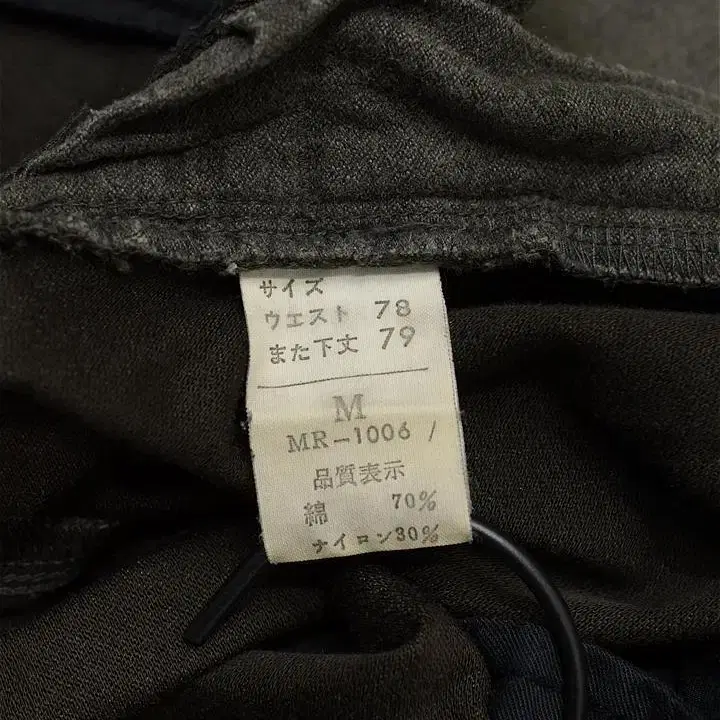 サイズ
ウエスト 78
また下丈 79
M
MR-1006 /
品質表示
綿 70%
ナイロン30%